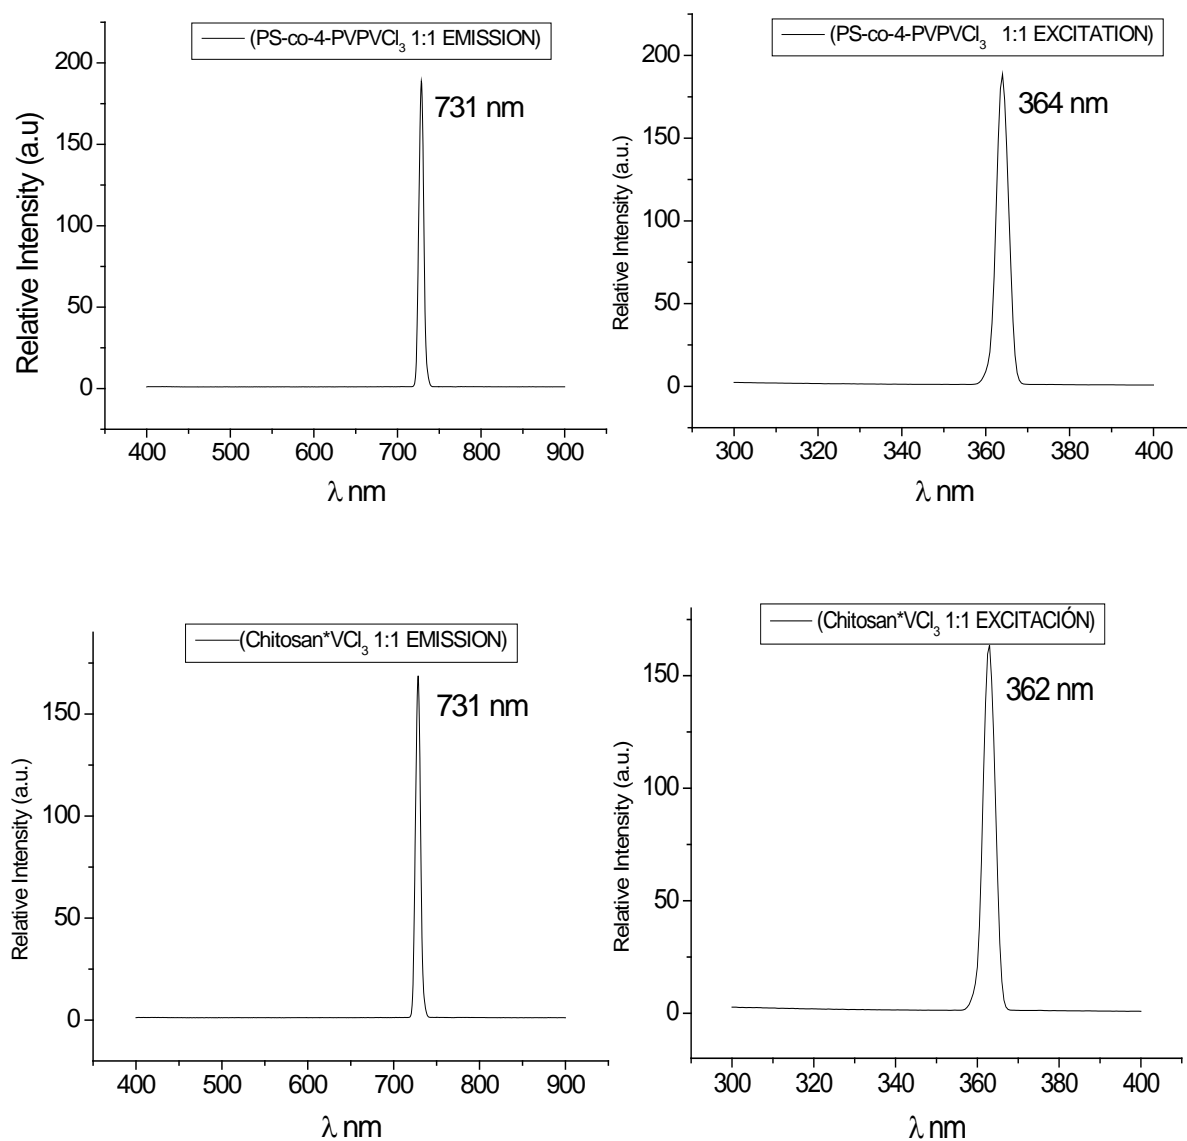 (PS-co-4-PVPVCl₃ 1:1 EMISSION)
731 nm
Relative Intensity (a.u)
200
150
100
50
0
400 500 600 700 800 900
λ nm
(PS-co-4-PVPVCl₃ 1:1 EXCITATION)
364 nm
Relative Intensity (a.u.)
200
150
100
50
0
300 320 340 360 380 400
λ nm
(Chitosan*VCl₃ 1:1 EMISSION)
731 nm
Relative Intensity (a.u.)
150
100
50
0
400 500 600 700 800 900
λ nm
(Chitosan*VCl₃ 1:1 EXCITACIÓN)
362 nm
Relative Intensity (a.u.)
150
100
50
0
300 320 340 360 380 400
λ nm